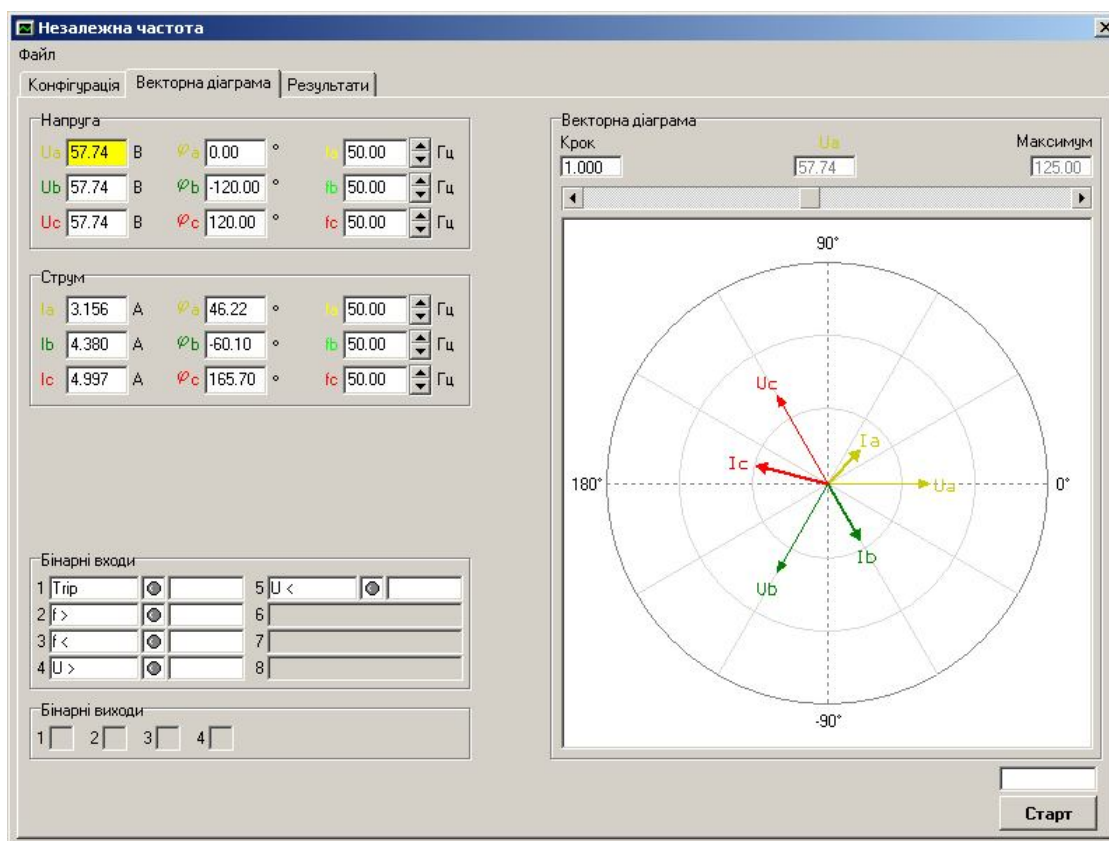 Незалежна частота
Файл
Конфігурація Векторна діаграма Результати
Напруга
Ua 57.74 В φa 0.00 ° fa 50.00 Гц
Ub 57.74 В φb -120.00 ° fb 50.00 Гц
Uc 57.74 В φc 120.00 ° fc 50.00 Гц
Струм
Ia 3.156 А φa 46.22 ° fa 50.00 Гц
Ib 4.380 А φb -60.10 ° fb 50.00 Гц
Ic 4.997 А φc 165.70 ° fc 50.00 Гц
Бінарні входи
1 Trip 5 U <
2 f > 6
3 f < 7
4 U > 8
Бінарні виходи
1 2 3 4
Векторна діаграма
Крок Ua Максимум
1.000 57.74 125.00
90°
Uc
Ia
Ic
180° Ua 0°
Ib
Ub
-90°
Старт